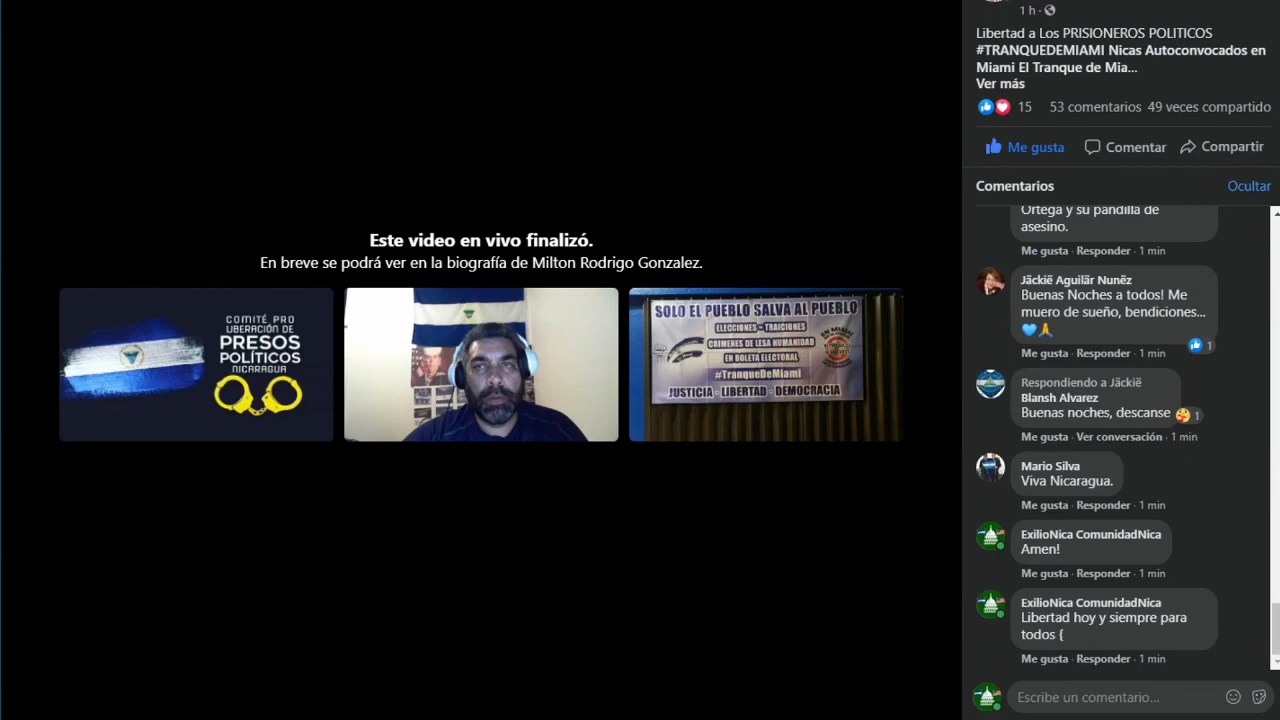 1 h ·
Libertad a Los PRISIONEROS POLITICOS
#TRANQUEDEMIAMI Nicas Autoconvocados en
Miami El Tranque de Mia...
Ver más
15 53 comentarios 49 veces compartido
Me gusta Comentar Compartir
Comentarios Ocultar
Ortega y su pandilla de
asesino.
Me gusta · Responder · 1 min
Jäckiē Aguilär Nunēz
Buenas Noches a todos! Me
muero de sueño, bendiciones...
💙🙏
1
Me gusta · Responder · 1 min
Respondiendo a Jäckiē
Blansh Alvarez
Buenas noches, descanse
1
Me gusta · Ver conversación · 1 min
Mario Silva
Viva Nicaragua.
Me gusta · Responder · 1 min
ExilioNica ComunidadNica
Amen!
Me gusta · Responder · 1 min
ExilioNica ComunidadNica
Libertad hoy y siempre para
todos {
Me gusta · Responder · 1 min
Escribe un comentario...
Este video en vivo finalizó.
En breve se podrá ver en la biografía de Milton Rodrigo Gonzalez.
COMITÉ PRO
LIBERACIÓN DE
PRESOS
POLÍTICOS
NICARAGUA
SOLO EL PUEBLO SALVA AL PUEBLO
ELECCIONES - TRAICIONES
CRIMENES DE LESA HUMANIDAD
EN BOLETA ELECTORAL
#TranqueDeMiami
JUSTICIA - LIBERTAD - DEMOCRACIA